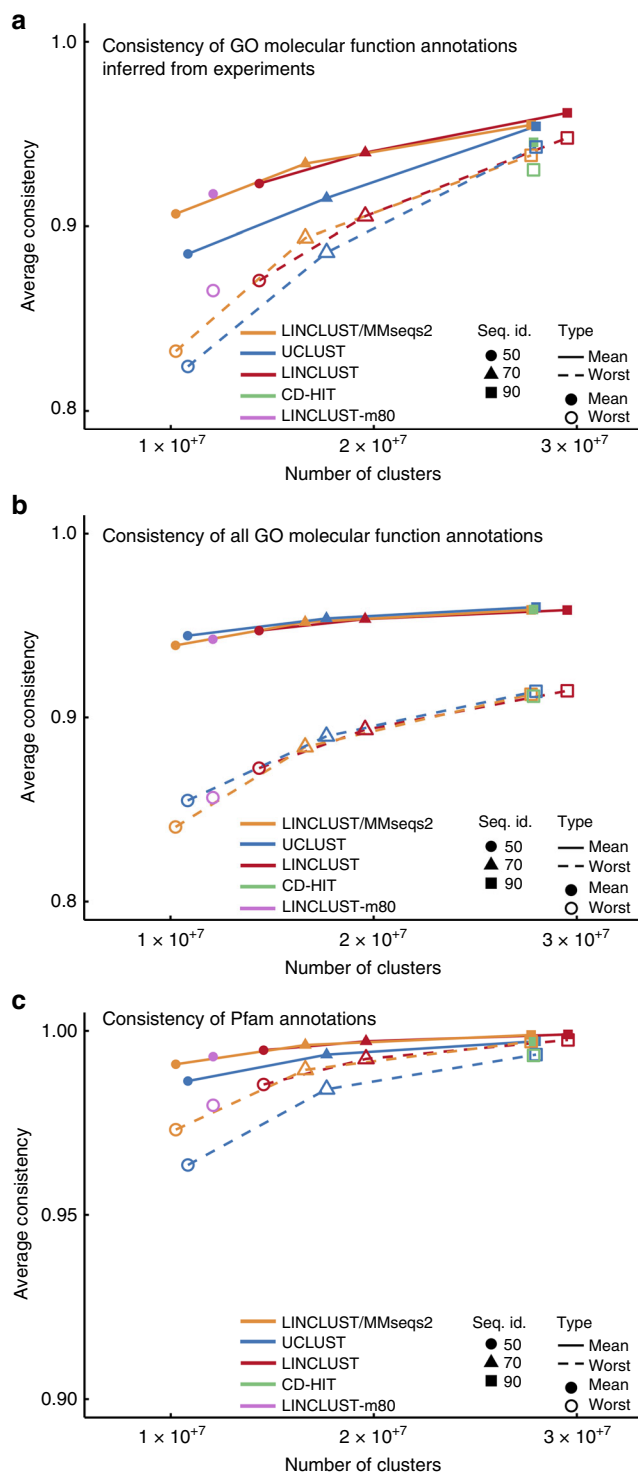 a
1.0
Consistency of GO molecular function annotations
inferred from experiments
Average consistency
0.9
0.8
LINCLUST/MMseqs2
UCLUST
LINCLUST
CD-HIT
LINCLUST-m80
Seq. id.
50
70
90
Type
Mean
Worst
Mean
Worst
1 × 10+7
2 × 10+7
3 × 10+7
Number of clusters
b
1.0
Consistency of all GO molecular function annotations
Average consistency
0.9
0.8
LINCLUST/MMseqs2
UCLUST
LINCLUST
CD-HIT
LINCLUST-m80
Seq. id.
50
70
90
Type
Mean
Worst
Mean
Worst
1 × 10+7
2 × 10+7
3 × 10+7
Number of clusters
c
Consistency of Pfam annotations
1.00
Average consistency
0.95
0.90
LINCLUST/MMseqs2
UCLUST
LINCLUST
CD-HIT
LINCLUST-m80
Seq. id.
50
70
90
Type
Mean
Worst
Mean
Worst
1 × 10+7
2 × 10+7
3 × 10+7
Number of clusters